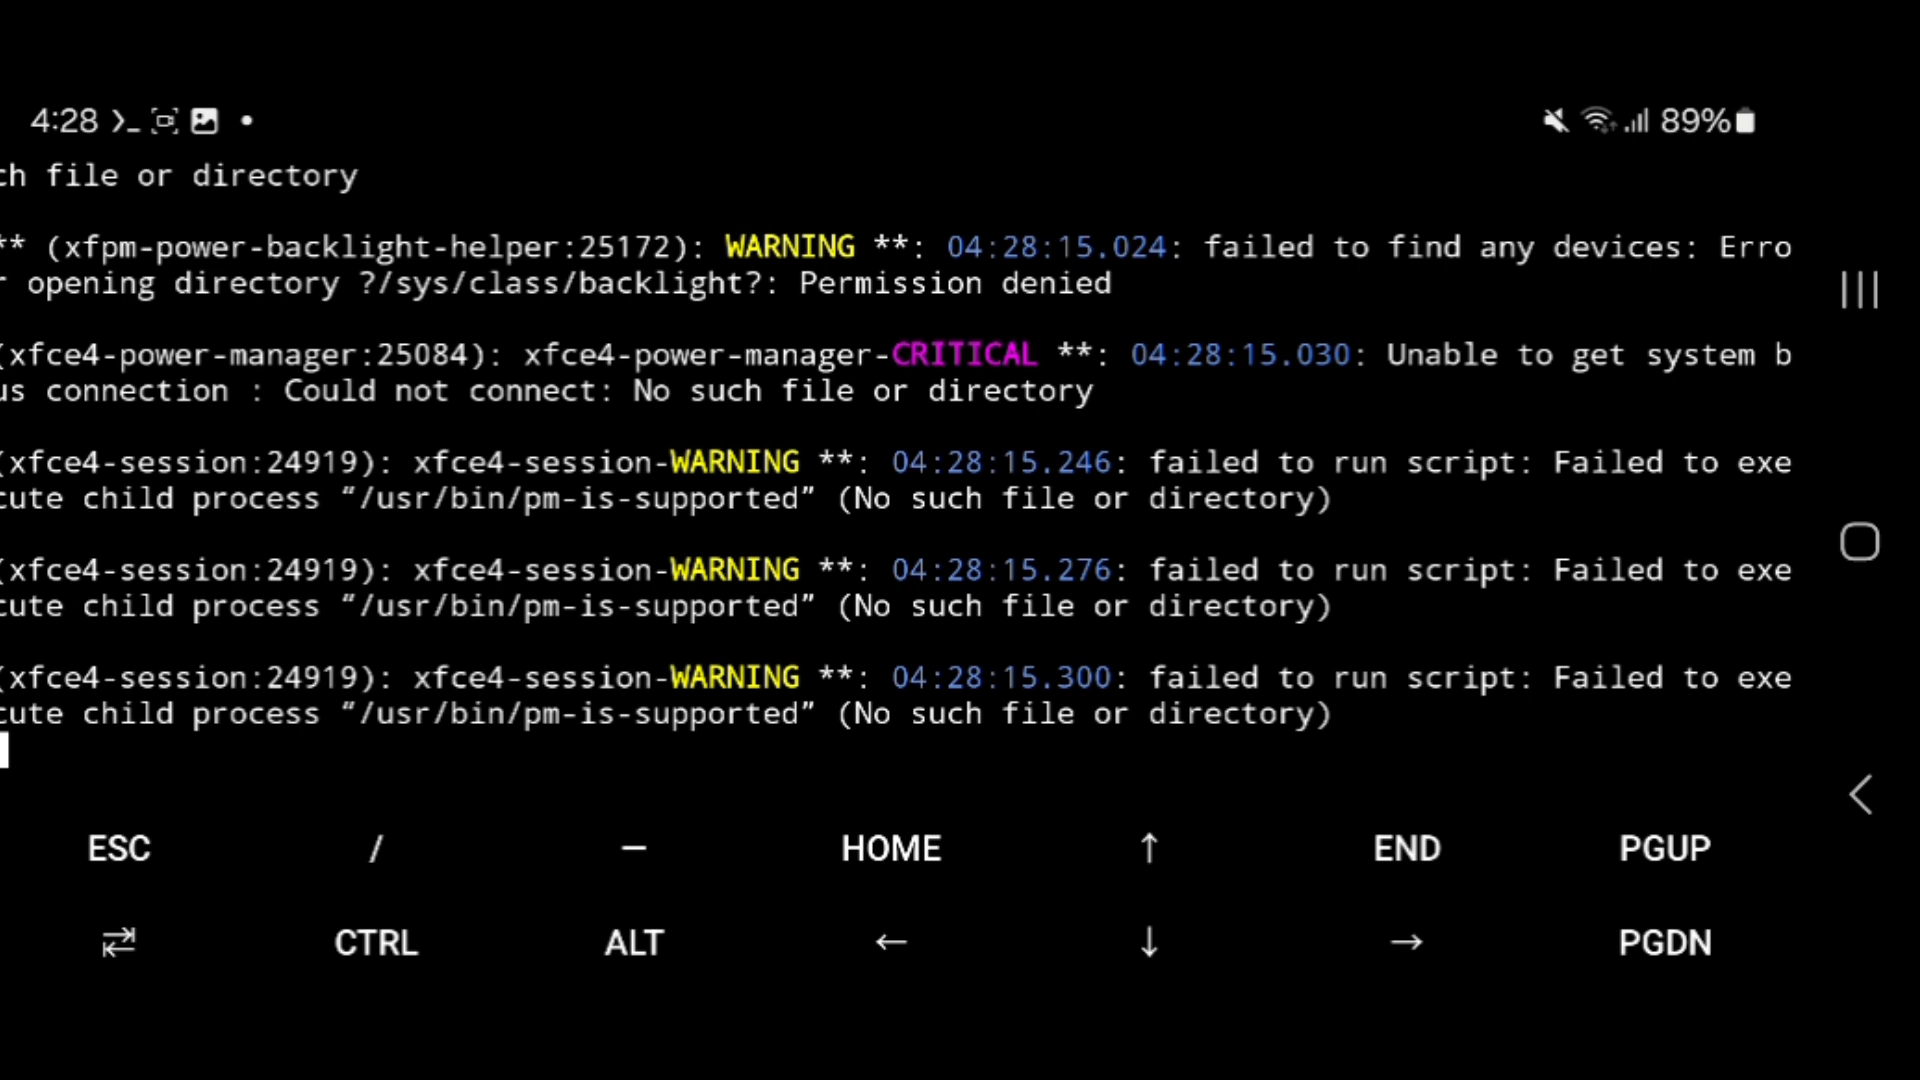 4:28
89%
ch file or directory
** (xfpm-power-backlight-helper:25172): WARNING **: 04:28:15.024: failed to find any devices: Erro
r opening directory ?/sys/class/backlight?: Permission denied
(xfce4-power-manager:25084): xfce4-power-manager-CRITICAL **: 04:28:15.030: Unable to get system b
us connection : Could not connect: No such file or directory
(xfce4-session:24919): xfce4-session-WARNING **: 04:28:15.246: failed to run script: Failed to exe
cute child process “/usr/bin/pm-is-supported” (No such file or directory)
(xfce4-session:24919): xfce4-session-WARNING **: 04:28:15.276: failed to run script: Failed to exe
cute child process “/usr/bin/pm-is-supported” (No such file or directory)
(xfce4-session:24919): xfce4-session-WARNING **: 04:28:15.300: failed to run script: Failed to exe
cute child process “/usr/bin/pm-is-supported” (No such file or directory)
ESC / — HOME ↑ END PGUP
⇄ CTRL ALT ← ↓ → PGDN